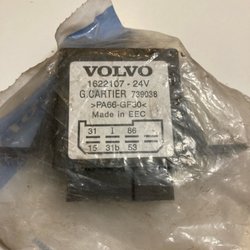 VOLVO
1622107 - 24V
G.CARTIER 739038
>PA66-GF30<
Made in EEC
31 I 86
15 31b 53